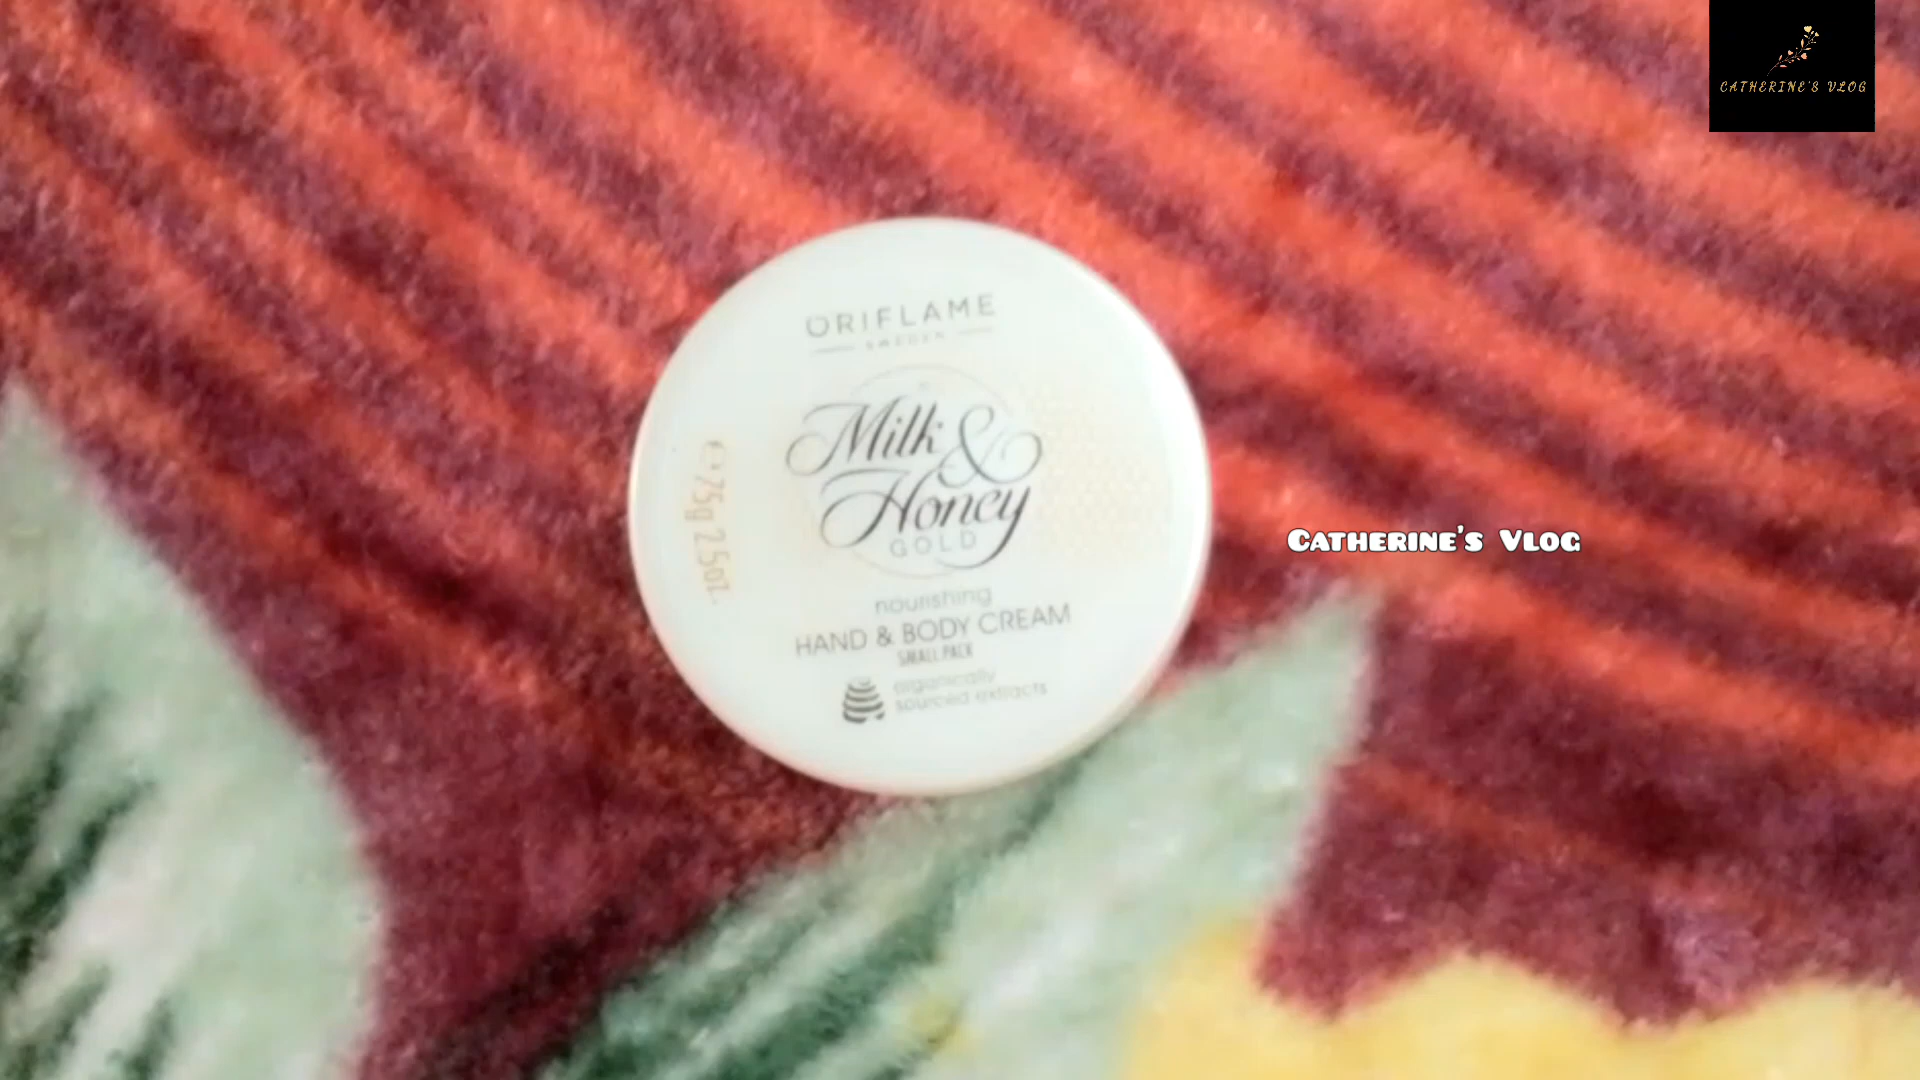 CATHERINE'S VLOG
ORIFLAME
SWEDEN
Milk &
Honey
GOLD
℮75g 2.5oz.
nourishing
HAND & BODY CREAM
SMALL PACK
organically
sourced extracts
Catherine's Vlog